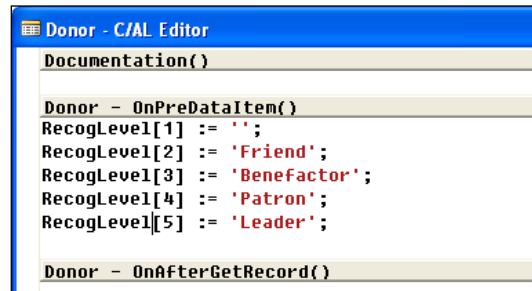 Donor - C/AL Editor
Documentation()
Donor - OnPreDataItem()
RecogLevel[1] := '';
RecogLevel[2] := 'Friend';
RecogLevel[3] := 'Benefactor';
RecogLevel[4] := 'Patron';
RecogLevel[5] := 'Leader';
Donor - OnAfterGetRecord()